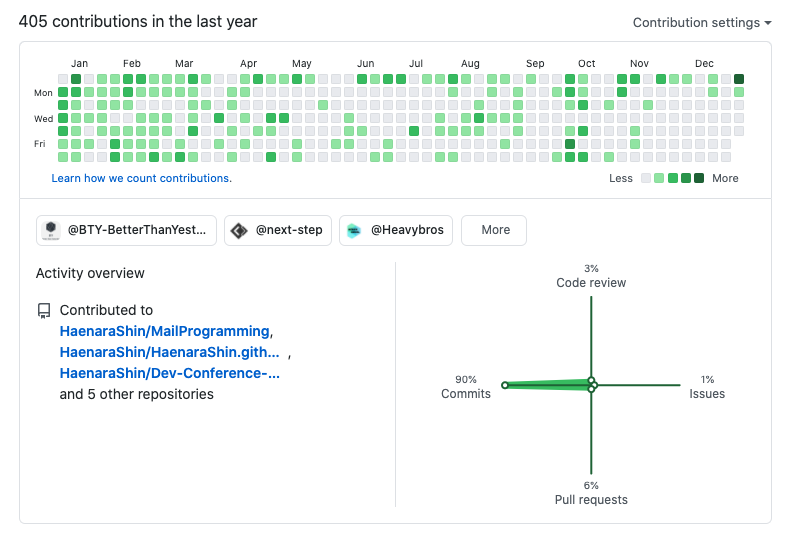 405 contributions in the last year
Contribution settings
Jan Feb Mar Apr May Jun Jul Aug Sep Oct Nov Dec
Mon
Wed
Fri
Learn how we count contributions.
Less More
@BTY-BetterThanYest...
@next-step
@Heavybros
More
Activity overview
Contributed to
HaenaraShin/MailProgramming,
HaenaraShin/HaenaraShin.gith... ,
HaenaraShin/Dev-Conference-...
and 5 other repositories
3%
Code review
90%
Commits
1%
Issues
6%
Pull requests